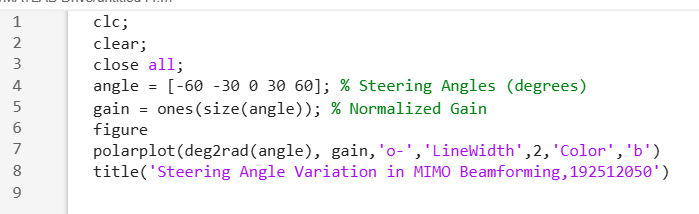 1 clc;
2 clear;
3 close all;
4 angle = [-60 -30 0 30 60]; % Steering Angles (degrees)
5 gain = ones(size(angle)); % Normalized Gain
6 figure
7 polarplot(deg2rad(angle), gain,'o-','LineWidth',2,'Color','b')
8 title('Steering Angle Variation in MIMO Beamforming,192512050')
9